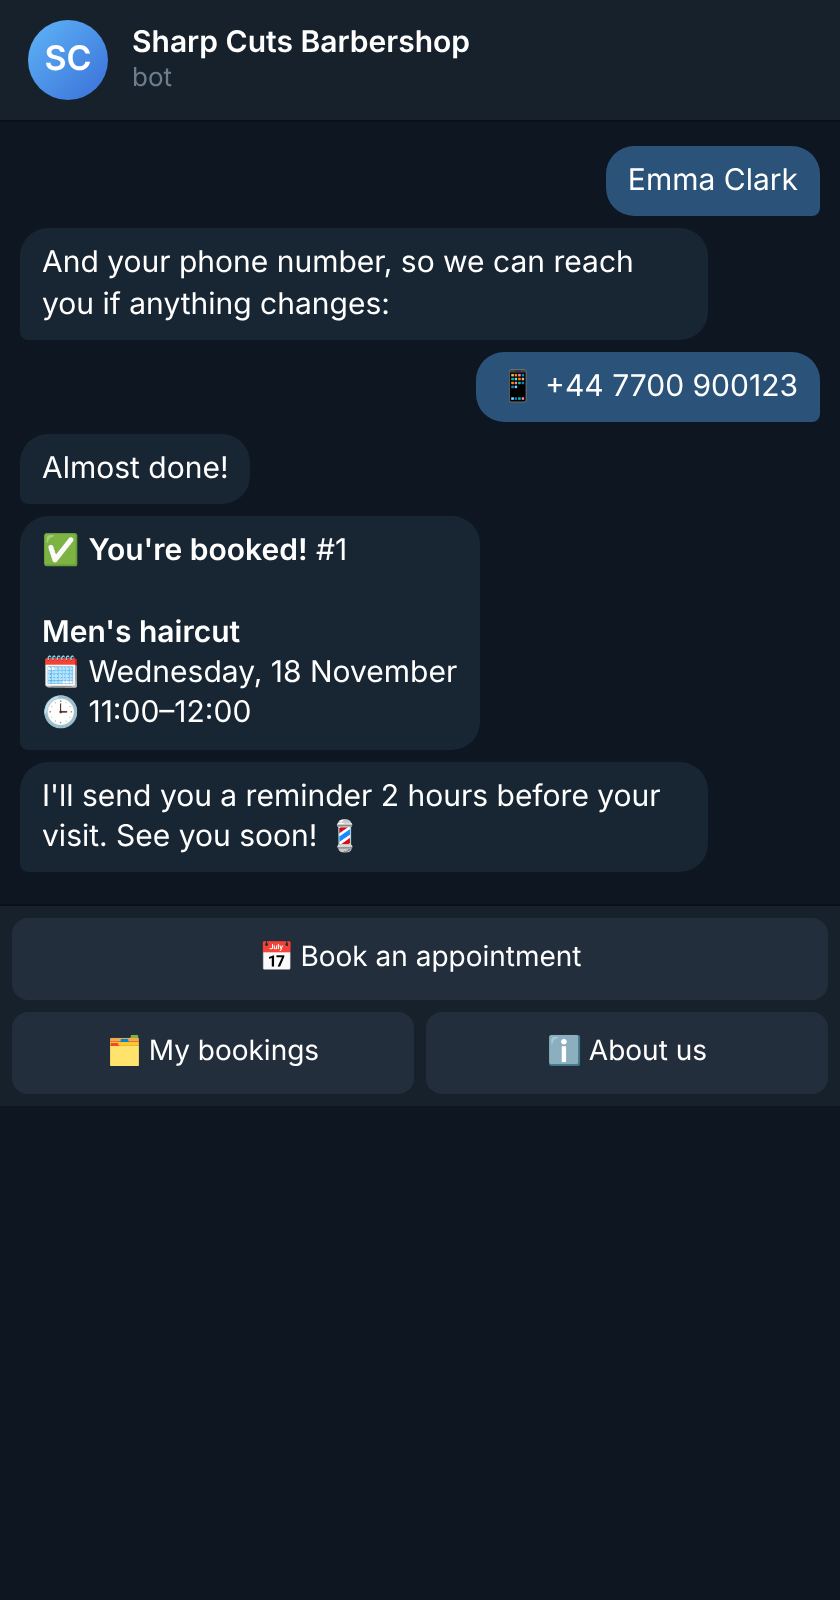 SC
Sharp Cuts Barbershop
bot
Emma Clark
And your phone number, so we can reach
you if anything changes:
📱 +44 7700 900123
Almost done!
✅ You're booked! #1
Men's haircut
🗓️ Wednesday, 18 November
🕒 11:00–12:00
I'll send you a reminder 2 hours before your
visit. See you soon! 💈
📅 Book an appointment
🗂️ My bookings
ℹ️ About us